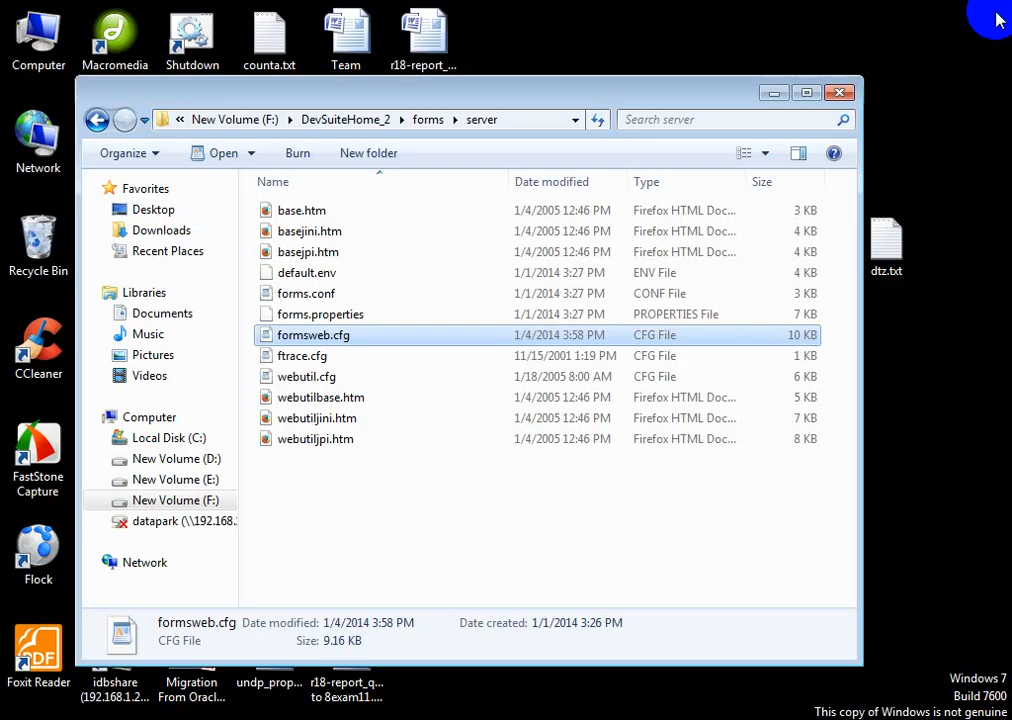 Computer
Macromedia
Shutdown
counta.txt
Team
r18-report_...
« New Volume (F:) DevSuiteHome_2 forms server
Search server
Organize Open Burn New folder
Name Date modified Type Size
Favorites
Desktop
Downloads
Recent Places
Libraries
Documents
Music
Pictures
Videos
Computer
Local Disk (C:)
New Volume (D:)
New Volume (E:)
New Volume (F:)
datapark (\\192.168.
Network
base.htm 1/4/2005 12:46 PM Firefox HTML Doc... 3 KB
basejini.htm 1/4/2005 12:46 PM Firefox HTML Doc... 4 KB
basejpi.htm 1/4/2005 12:46 PM Firefox HTML Doc... 4 KB
default.env 1/1/2014 3:27 PM ENV File 4 KB
forms.conf 1/1/2014 3:27 PM CONF File 3 KB
forms.properties 1/1/2014 3:27 PM PROPERTIES File 7 KB
formsweb.cfg 1/4/2014 3:58 PM CFG File 10 KB
ftrace.cfg 11/15/2001 1:19 PM CFG File 1 KB
webutil.cfg 1/18/2005 8:00 AM CFG File 6 KB
webutilbase.htm 1/4/2005 12:46 PM Firefox HTML Doc... 5 KB
webutiljini.htm 1/4/2005 12:46 PM Firefox HTML Doc... 7 KB
webutiljpi.htm 1/4/2005 12:46 PM Firefox HTML Doc... 8 KB
formsweb.cfg Date modified: 1/4/2014 3:58 PM Date created: 1/1/2014 3:26 PM
CFG File Size: 9.16 KB
Network
Recycle Bin
CCleaner
FastStone
Capture
Flock
PDF
Foxit Reader
dtz.txt
idbshare
(192.168.1.2...
Migration
From Oracl...
undp_prop...
r18-report_q...
to 8exam11....
Windows 7
Build 7600
This copy of Windows is not genuine